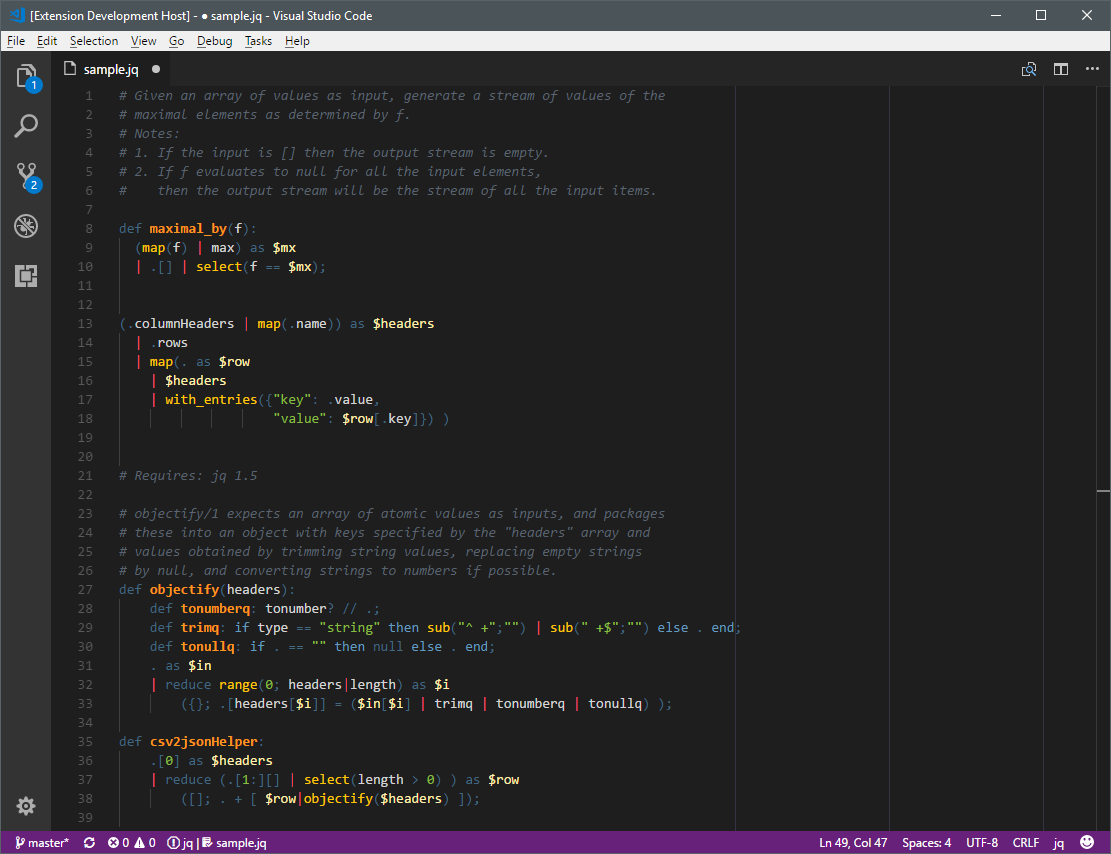 [Extension Development Host] - ● sample.jq - Visual Studio Code
File Edit Selection View Go Debug Tasks Help
sample.jq ●
1
1 # Given an array of values as input, generate a stream of values of the
2 # maximal elements as determined by f.
3 # Notes:
4 # 1. If the input is [] then the output stream is empty.
5 # 2. If f evaluates to null for all the input elements,
6 #    then the output stream will be the stream of all the input items.
7
8 def maximal_by(f):
9   (map(f) | max) as $mx
10   | .[] | select(f == $mx);
11
12
13 (.columnHeaders | map(.name)) as $headers
14   | .rows
15   | map(. as $row
16     | $headers
17     | with_entries({"key": .value,
18                     "value": $row[.key]}) )
19
20
21 # Requires: jq 1.5
22
23 # objectify/1 expects an array of atomic values as inputs, and packages
24 # these into an object with keys specified by the "headers" array and
25 # values obtained by trimming string values, replacing empty strings
26 # by null, and converting strings to numbers if possible.
27 def objectify(headers):
28     def tonumberq: tonumber? // .;
29     def trimq: if type == "string" then sub("^ +";"") | sub(" +$";"") else . end;
30     def tonullq: if . == "" then null else . end;
31     . as $in
32     | reduce range(0; headers|length) as $i
33         ({}; .[headers[$i]] = ($in[$i] | trimq | tonumberq | tonullq) );
34
35 def csv2jsonHelper:
36     .[0] as $headers
37     | reduce (.[1:][] | select(length > 0) ) as $row
38         ([]; . + [ $row|objectify($headers) ]);
39
2
master* 0 0 jq | sample.jq Ln 49, Col 47 Spaces: 4 UTF-8 CRLF jq